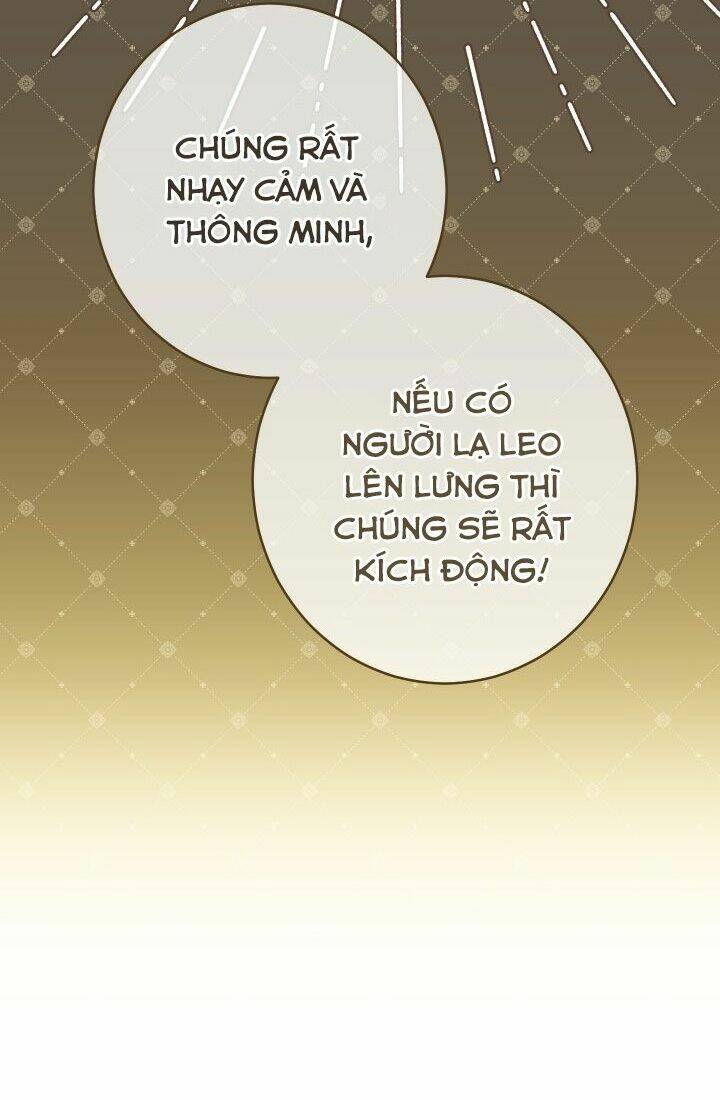 CHÚNG RẤT
NHẠY CẢM VÀ
THÔNG MINH,
NẾU CÓ
NGƯỜI LẠ LEO
LÊN LƯNG THÌ
CHÚNG SẼ RẤT
KÍCH ĐỘNG!